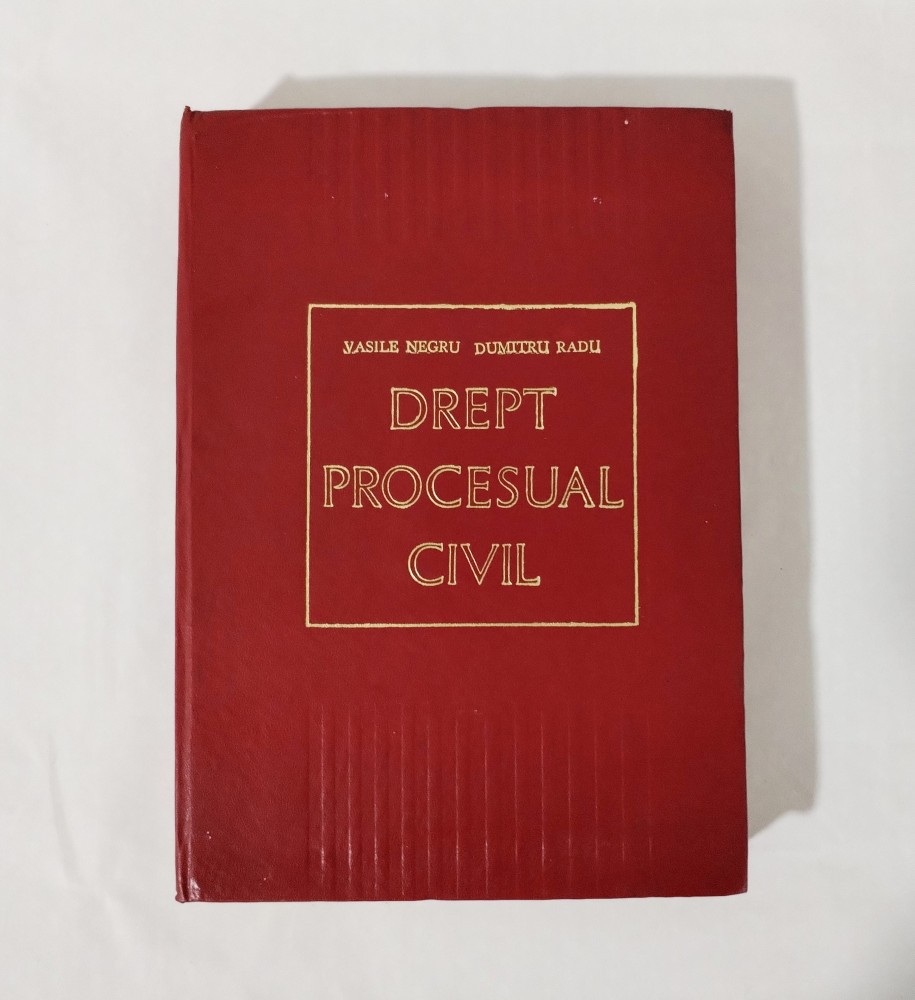 VASILE NEGRU DUMITRU RADU
DREPT
PROCESUAL
CIVIL